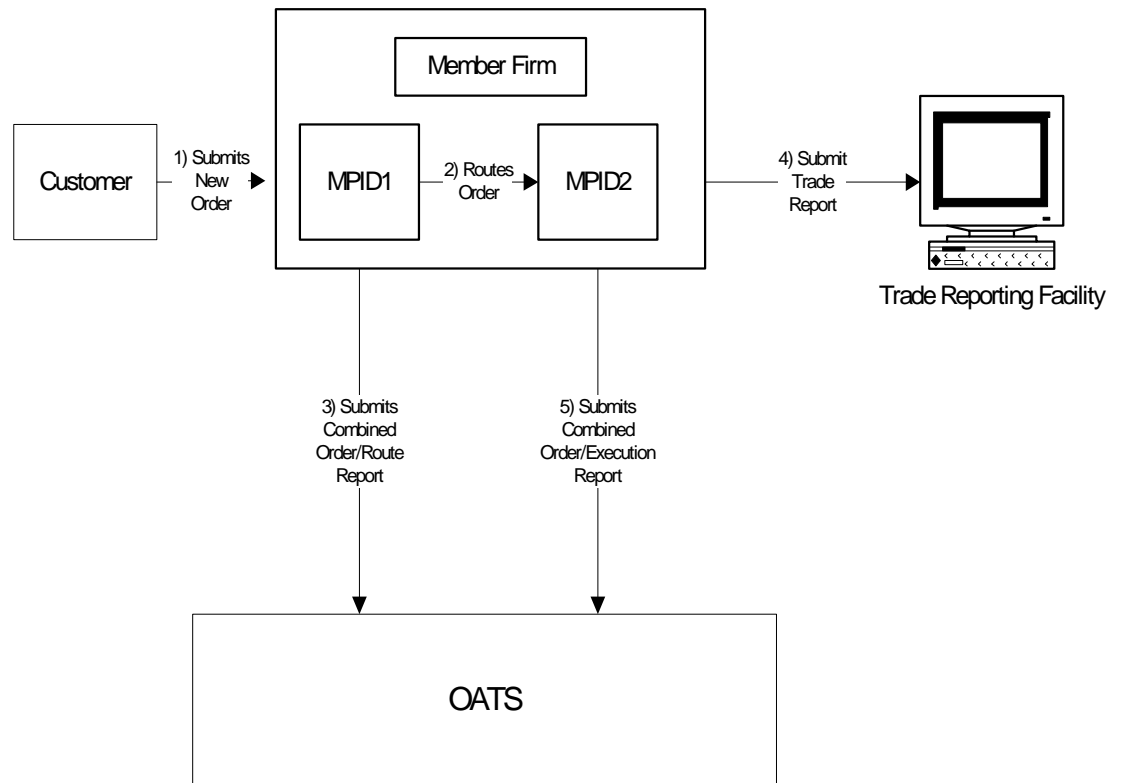 Member Firm
Customer
1) Submits
New
Order
MPID1
2) Routes
Order
MPID2
4) Submit
Trade
Report
Trade Reporting Facility
3) Submits
Combined
Order/Route
Report
5) Submits
Combined
Order/Execution
Report
OATS